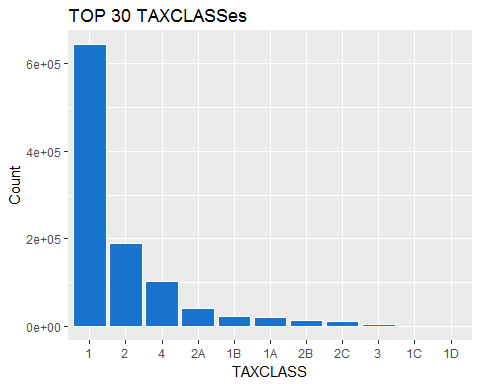 TOP 30 TAXCLASSes
6e+05
4e+05
2e+05
0e+00
Count
1 2 4 2A 1B 1A 2B 2C 3 1C 1D
TAXCLASS